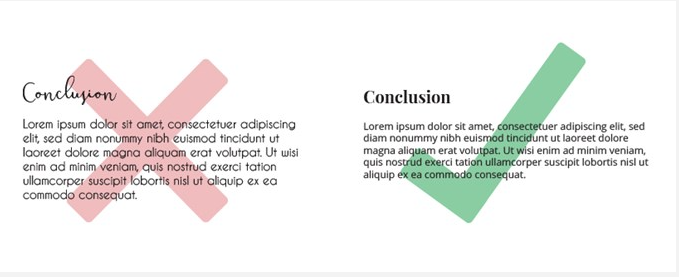 Conclusion
Lorem ipsum dolor sit amet, consectetuer adipiscing
elit, sed diam nonummy nibh euismod tincidunt ut
laoreet dolore magna aliquam erat volutpat. Ut wisi
enim ad minim veniam, quis nostrud exerci tation
ullamcorper suscipit lobortis nisl ut aliquip ex ea
commodo consequat.
Conclusion
Lorem ipsum dolor sit amet, consectetuer adipiscing elit, sed
diam nonummy nibh euismod tincidunt ut laoreet dolore
magna aliquam erat volutpat. Ut wisi enim ad minim veniam,
quis nostrud exerci tation ullamcorper suscipit lobortis nisl ut
aliquip ex ea commodo consequat.